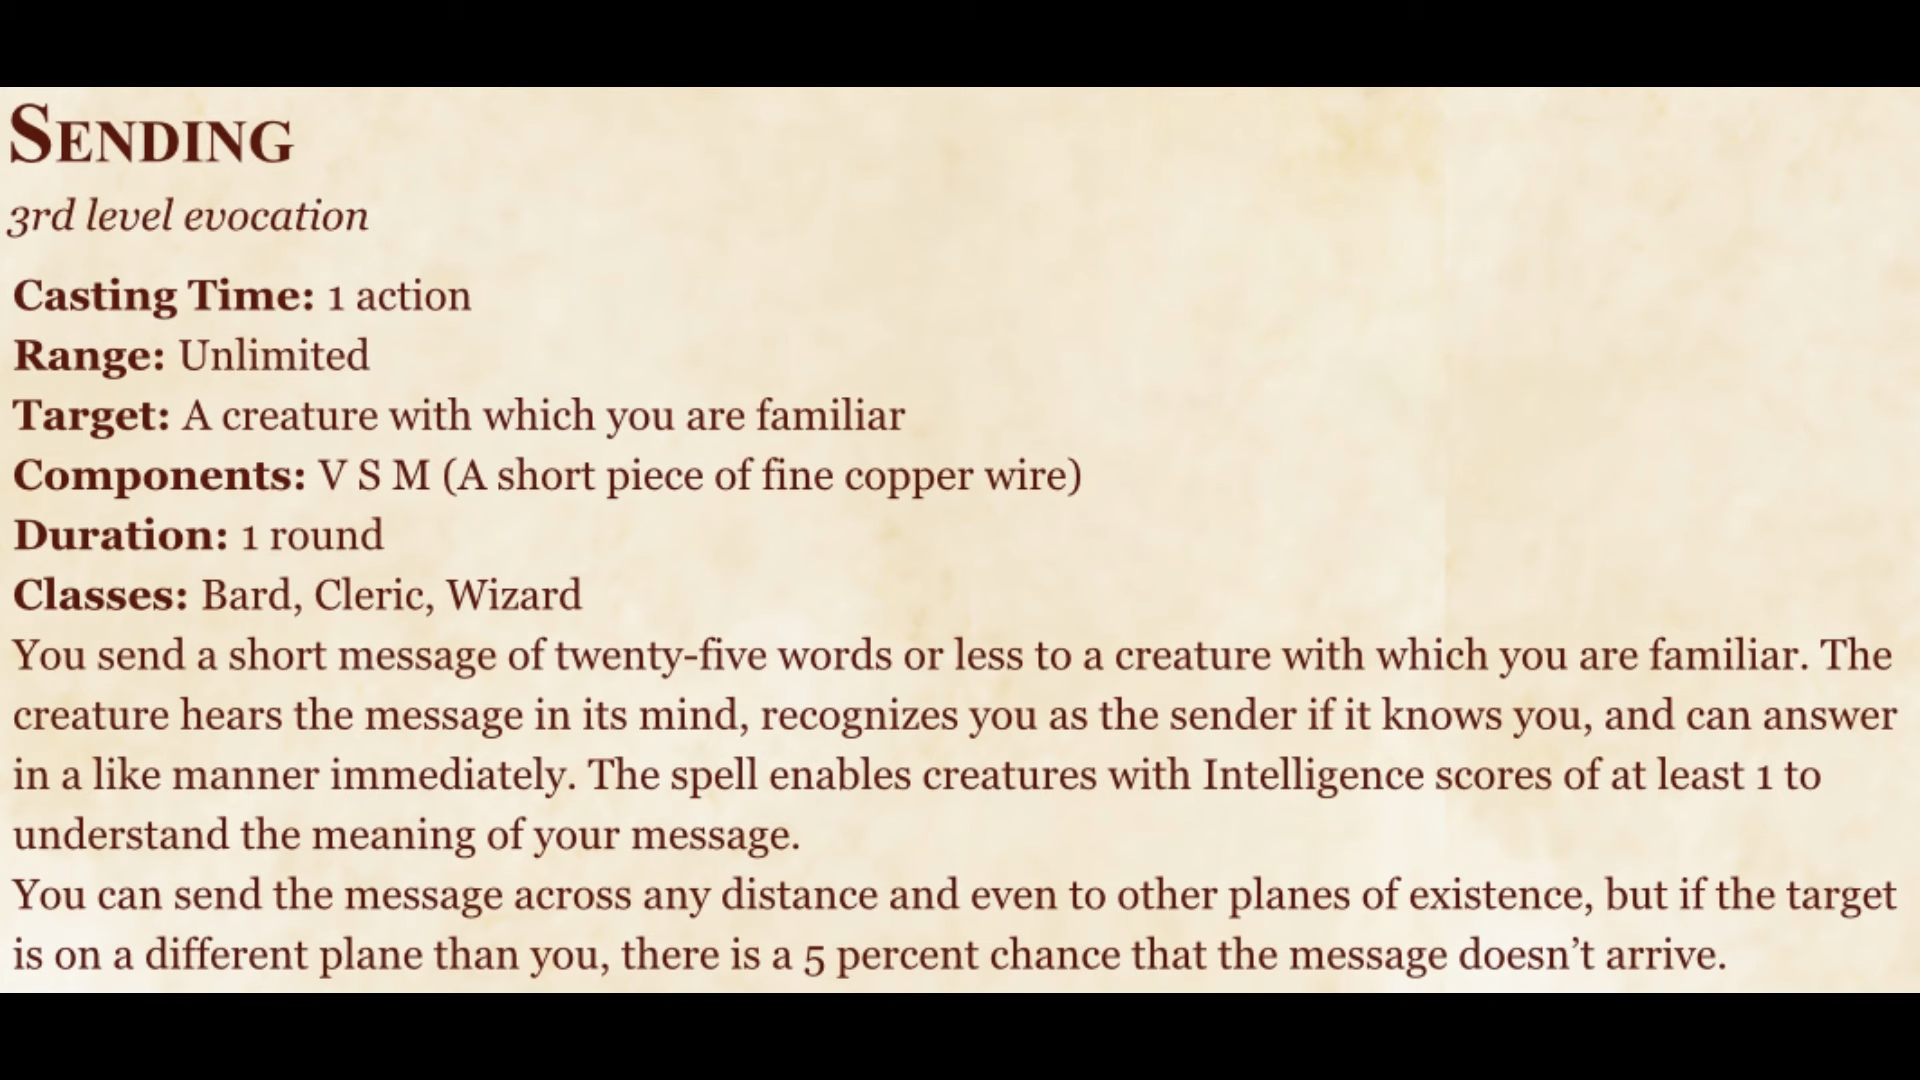 SENDING
3rd level evocation
Casting Time: 1 action
Range: Unlimited
Target: A creature with which you are familiar
Components: V S M (A short piece of fine copper wire)
Duration: 1 round
Classes: Bard, Cleric, Wizard
You send a short message of twenty-five words or less to a creature with which you are familiar. The
creature hears the message in its mind, recognizes you as the sender if it knows you, and can answer
in a like manner immediately. The spell enables creatures with Intelligence scores of at least 1 to
understand the meaning of your message.
You can send the message across any distance and even to other planes of existence, but if the target
is on a different plane than you, there is a 5 percent chance that the message doesn’t arrive.